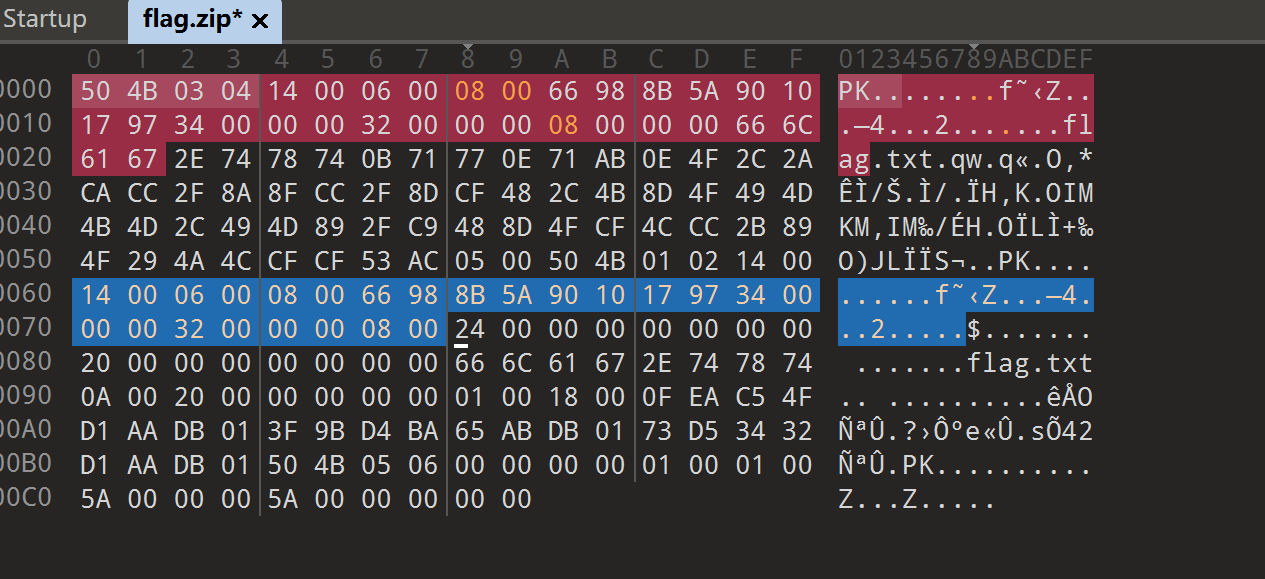 Startup flag.zip* ×
0 1 2 3 4 5 6 7 8 9 A B C D E F 0123456789ABCDEF
0000 50 4B 03 04 14 00 06 00 08 00 66 98 8B 5A 90 10 PK........f˜‹Z..
0010 17 97 34 00 00 00 32 00 00 00 08 00 00 00 66 6C .—4...2.......fl
0020 61 67 2E 74 78 74 0B 71 77 0E 71 AB 0E 4F 2C 2A ag.txt.qw.q«.O,*
0030 CA CC 2F 8A 8F CC 2F 8D CF 48 2C 4B 8D 4F 49 4D ÊÌ/Š.Ì/.ÏH,K.OIM
0040 4B 4D 2C 49 4D 89 2F C9 48 8D 4F CF 4C CC 2B 89 KM,IM‰/ÉH.OÏLÌ+‰
0050 4F 29 4A 4C CF CF 53 AC 05 00 50 4B 01 02 14 00 O)JLÏÏS¬..PK....
0060 14 00 06 00 08 00 66 98 8B 5A 90 10 17 97 34 00 ......f˜‹Z...—4.
0070 00 00 32 00 00 00 08 00 24 00 00 00 00 00 00 00 ..2.....$.......
0080 20 00 00 00 00 00 00 00 66 6C 61 67 2E 74 78 74  .......flag.txt
0090 0A 00 20 00 00 00 00 00 01 00 18 00 0F EA C5 4F .. ..........êÅO
00A0 D1 AA DB 01 3F 9B D4 BA 65 AB DB 01 73 D5 34 32 ÑªÛ.?›Ôºe«Û.sÕ42
00B0 D1 AA DB 01 50 4B 05 06 00 00 00 00 01 00 01 00 ÑªÛ.PK..........
00C0 5A 00 00 00 5A 00 00 00 00 00 Z...Z.....